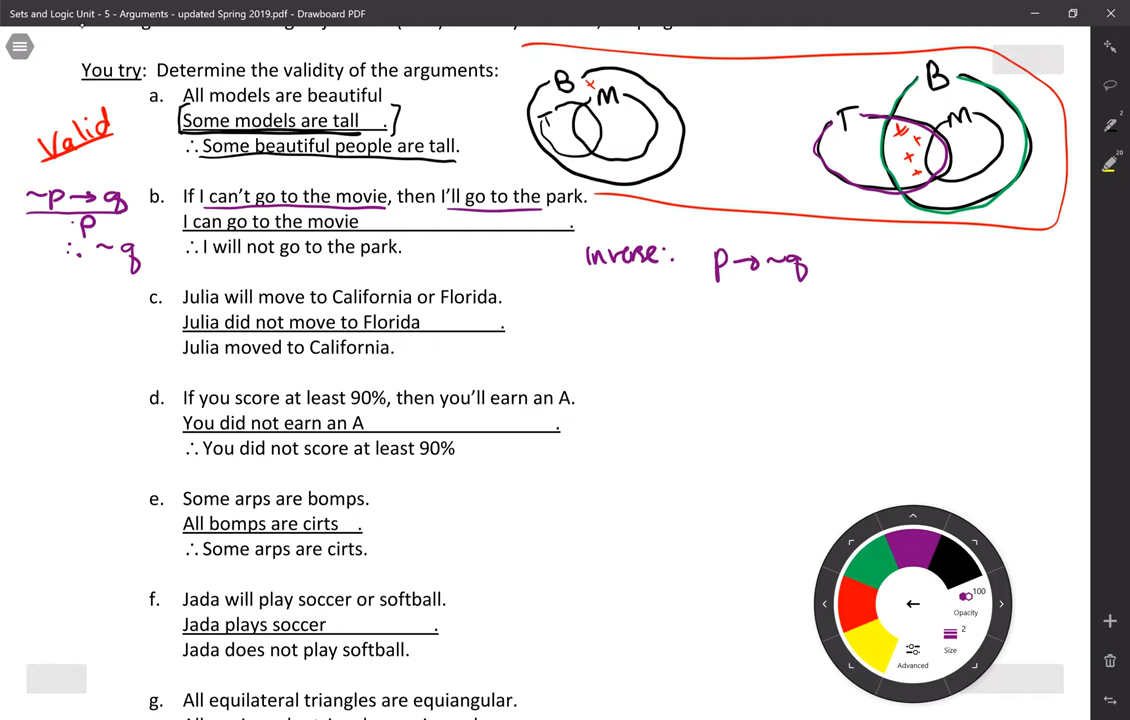 Sets and Logic Unit - 5 - Arguments - updated Spring 2019.pdf - Drawboard PDF
You try: Determine the validity of the arguments:
a. All models are beautiful
Some models are tall .
∴ Some beautiful people are tall.
Valid
B
M
T
B
T
M
b. If I can't go to the movie, then I'll go to the park.
I can go to the movie .
∴ I will not go to the park.
~p → q
p
∴ ~q
Inverse: p → ~q
c. Julia will move to California or Florida.
Julia did not move to Florida .
Julia moved to California.
d. If you score at least 90%, then you'll earn an A.
You did not earn an A .
∴ You did not score at least 90%
e. Some arps are bomps.
All bomps are cirts .
∴ Some arps are cirts.
f. Jada will play soccer or softball.
Jada plays soccer .
Jada does not play softball.
g. All equilateral triangles are equiangular.
100
Opacity
2
Size
Advanced
2
20